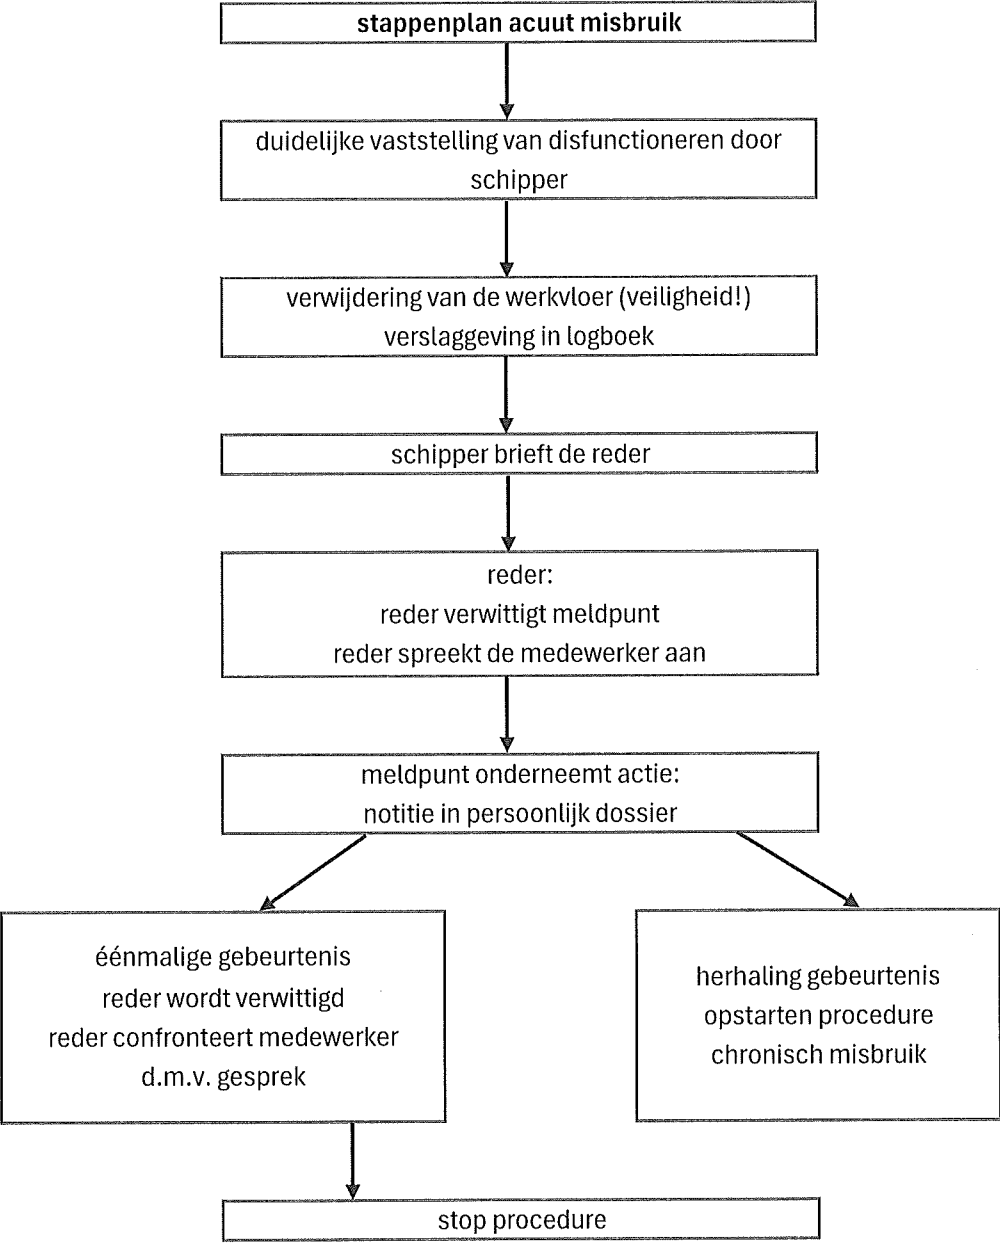 stappenplan acuut misbruik
duidelijke vaststelling van disfunctioneren door
schipper
verwijdering van de werkvloer (veiligheid!)
verslaggeving in logboek
schipper brieft de reder
reder:
reder verwittigt meldpunt
reder spreekt de medewerker aan
meldpunt onderneemt actie:
notitie in persoonlijk dossier
éénmalige gebeurtenis
reder wordt verwittigd
reder confronteert medewerker
d.m.v. gesprek
herhaling gebeurtenis
opstarten procedure
chronisch misbruik
stop procedure